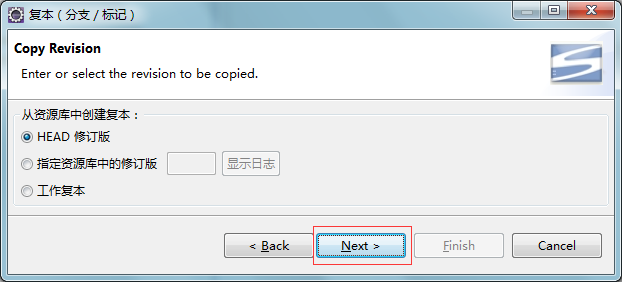 复本（分支 / 标记）
Copy Revision
Enter or select the revision to be copied.
从资源库中创建复本：
HEAD 修订版
指定资源库中的修订版 显示日志
工作复本
< Back Next > Finish Cancel